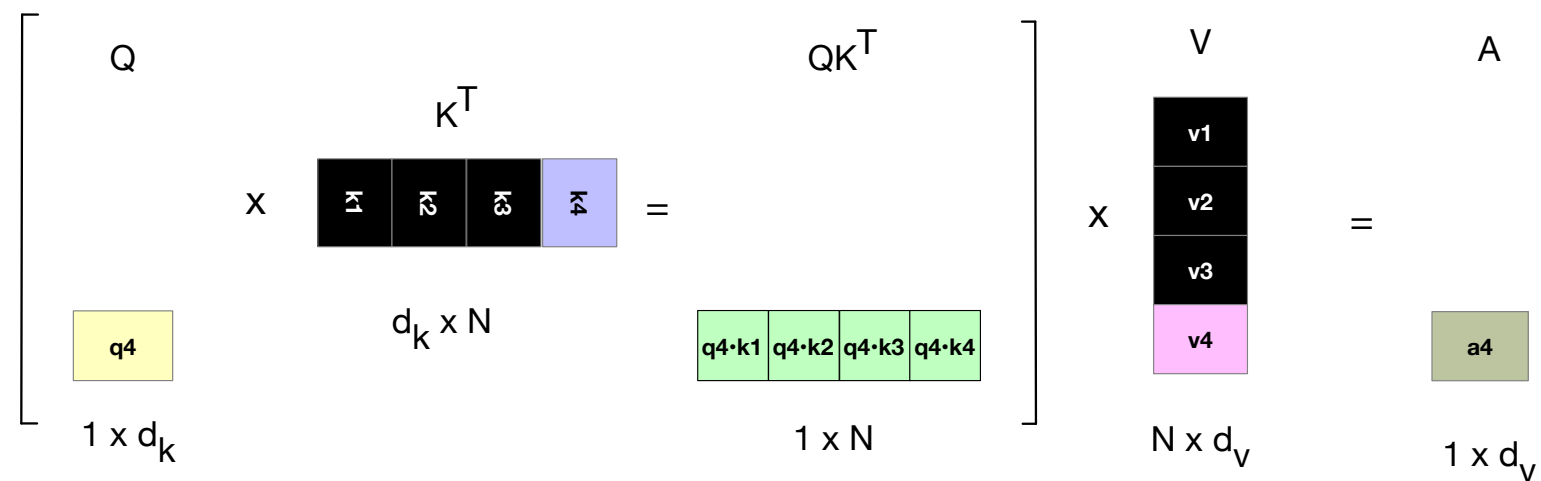 Q
x
K^T
k1 k2 k3 k4
d_k x N
=
QK^T
q4
1 x d_k
q4·k1 q4·k2 q4·k3 q4·k4
1 x N
x
V
v1
v2
v3
v4
N x d_v
=
A
a4
1 x d_v